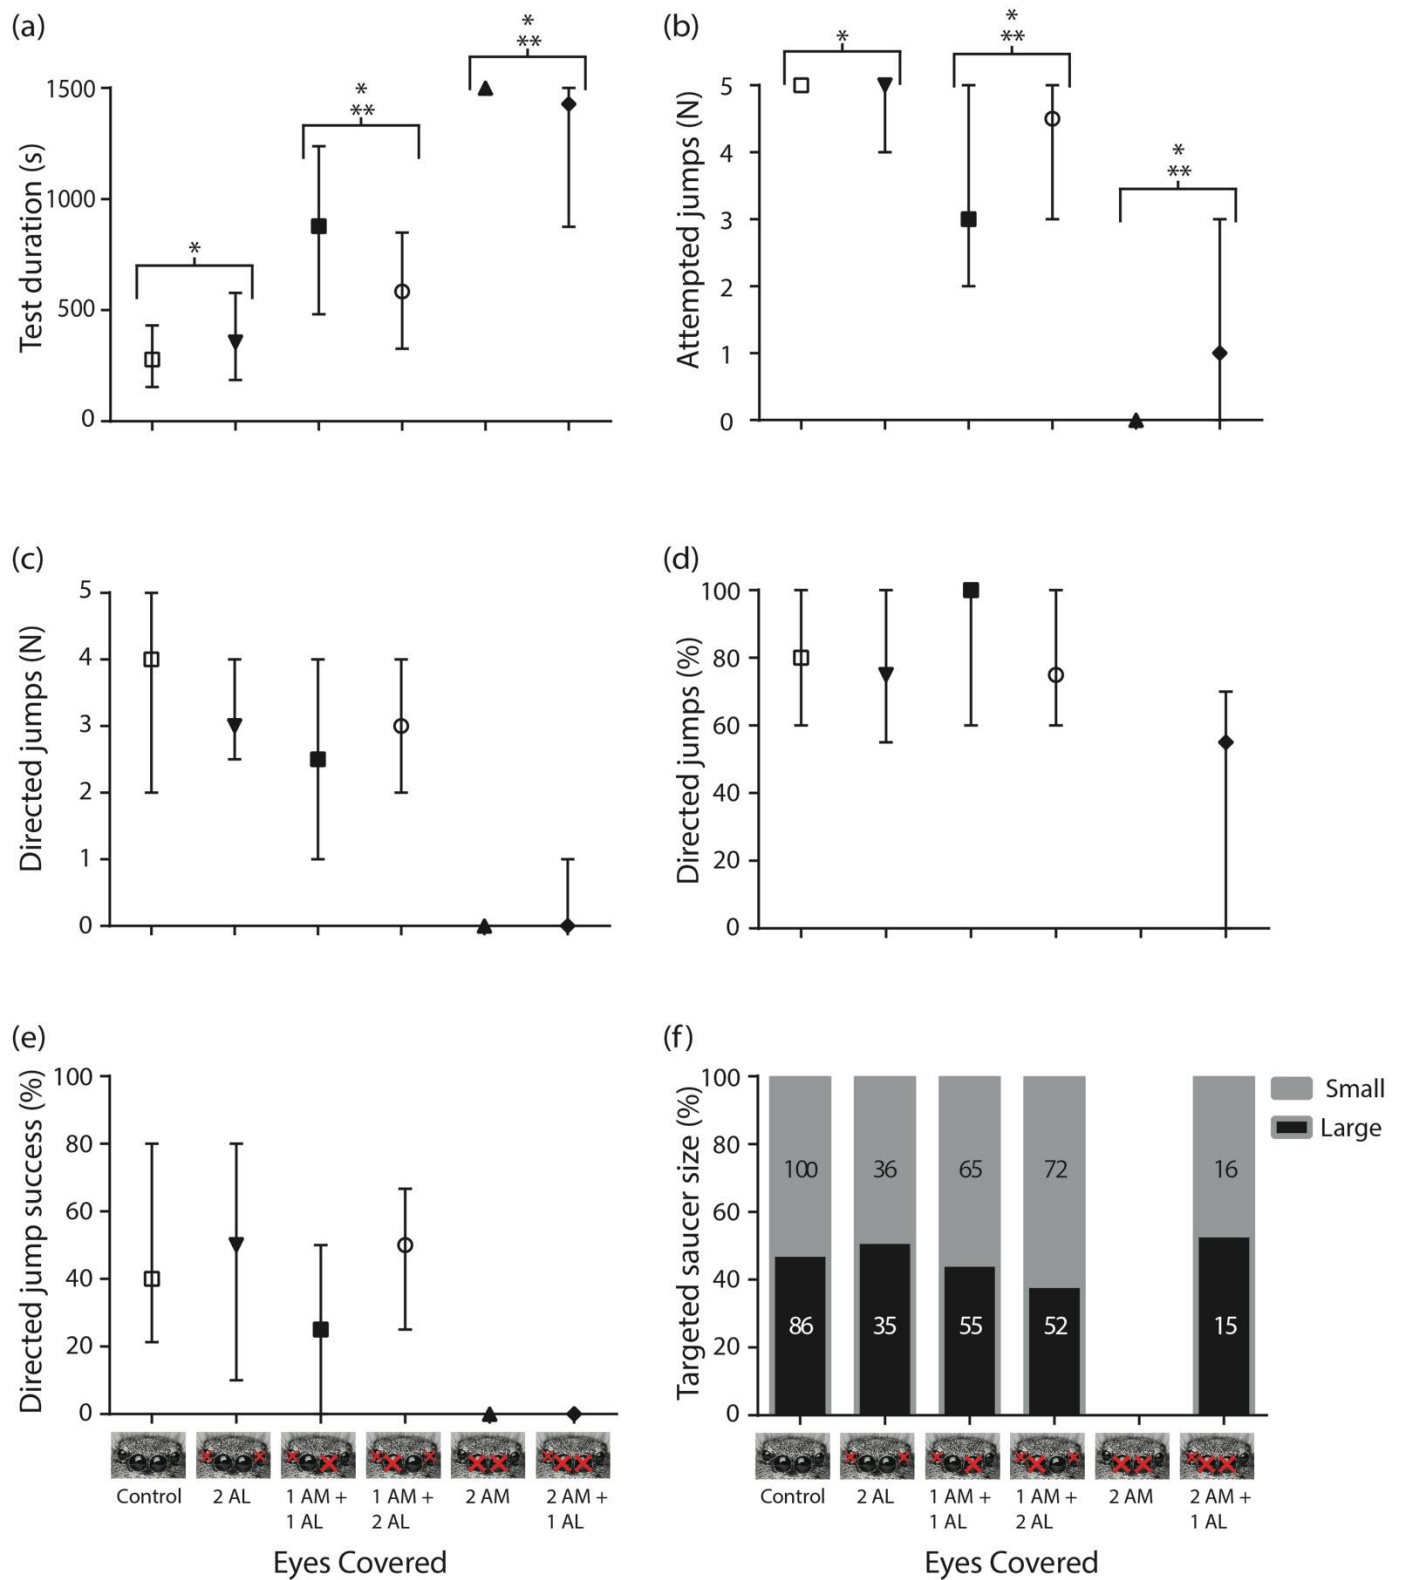 (a)
Test duration (s)
1500
1000
500
0
*
*
**
*
**
(b)
Attempted jumps (N)
5
4
3
2
1
0
*
*
**
*
**
(c)
Directed jumps (N)
5
4
3
2
1
0
(d)
Directed jumps (%)
100
80
60
40
20
0
(e)
Directed jump success (%)
100
80
60
40
20
0
Control
2 AL
1 AM +
1 AL
1 AM +
2 AL
2 AM
2 AM +
1 AL
Eyes Covered
(f)
Targeted saucer size (%)
100
80
60
40
20
0
100
36
65
72
16
86
35
55
52
15
Small
Large
Control
2 AL
1 AM +
1 AL
1 AM +
2 AL
2 AM
2 AM +
1 AL
Eyes Covered